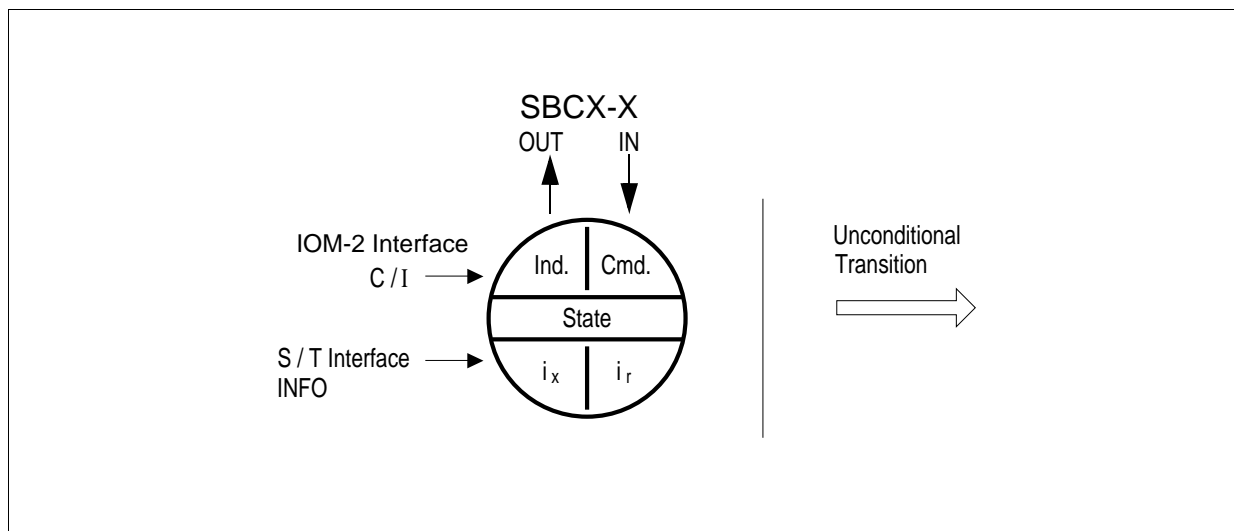 SBCX-X
OUT IN
IOM-2 Interface
C / I
Ind. Cmd.
State
S / T Interface
INFO
i x i r
Unconditional
Transition